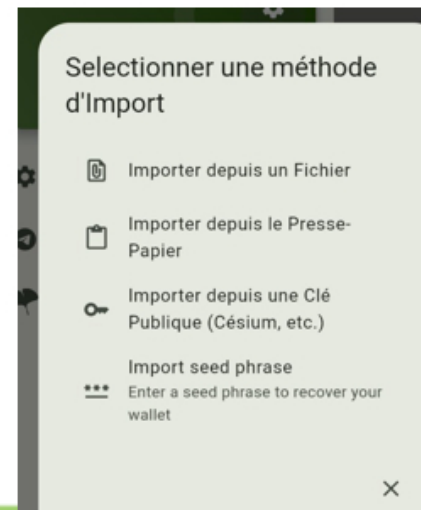 Selectionner une méthode
d'Import
Importer depuis un Fichier
Importer depuis le Presse-
Papier
Importer depuis une Clé
Publique (Césium, etc.)
Import seed phrase
Enter a seed phrase to recover your
wallet